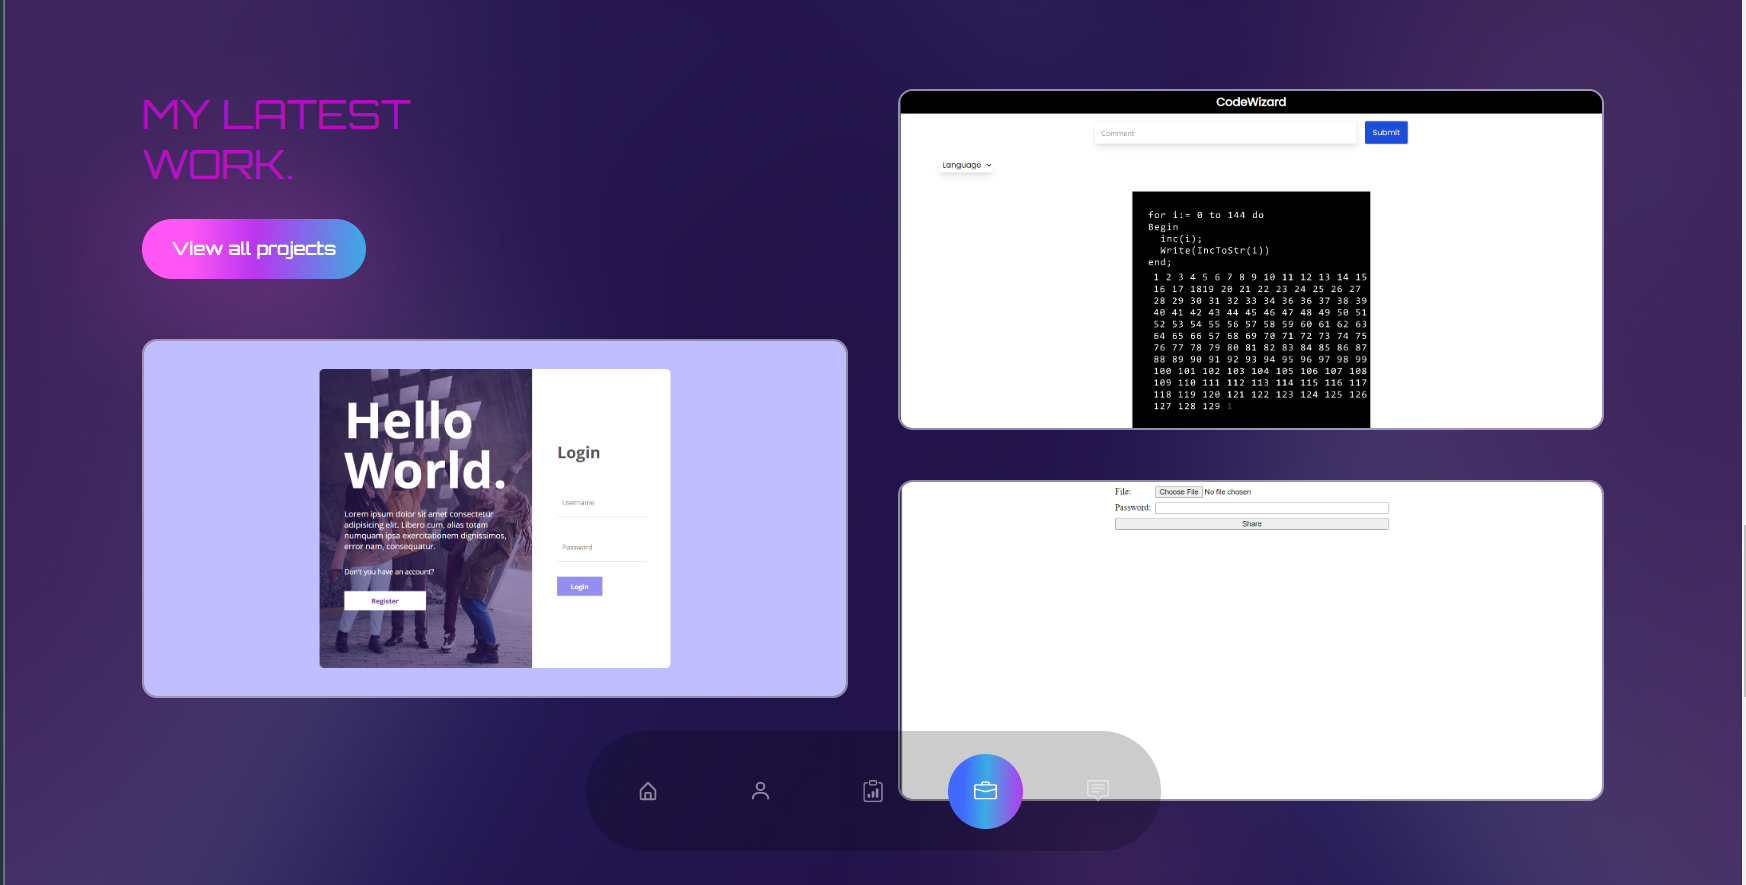 MY LATEST
WORK.
View all projects
Hello
World.
Lorem ipsum dolor sit amet consectetur
adipisicing elit. Libero cum, alias totam
numquam ipsa exercitationem dignissimos,
error nam, consequatur.
Don't you have an account?
Register
Login
Username
Password
Login
CodeWizard
Comment
Submit
Language
for i:= 0 to 144 do
Begin
inc(i);
Write(IncToStr(i))
end;
1 2 3 4 5 6 7 8 9 10 11 12 13 14 15
16 17 1819 20 21 22 23 24 25 26 27
28 29 30 31 32 33 34 36 36 37 38 39
40 41 42 43 44 45 46 47 48 49 50 51
52 53 54 55 56 57 58 59 60 61 62 63
64 65 66 57 68 69 70 71 72 73 74 75
76 77 78 79 80 81 82 83 84 85 86 87
88 89 90 91 92 93 94 95 96 97 98 99
100 101 102 103 104 105 106 107 108
109 110 111 112 113 114 115 116 117
118 119 120 121 122 123 124 125 126
127 128 129 1
File: Choose File No file chosen
Password:
Share